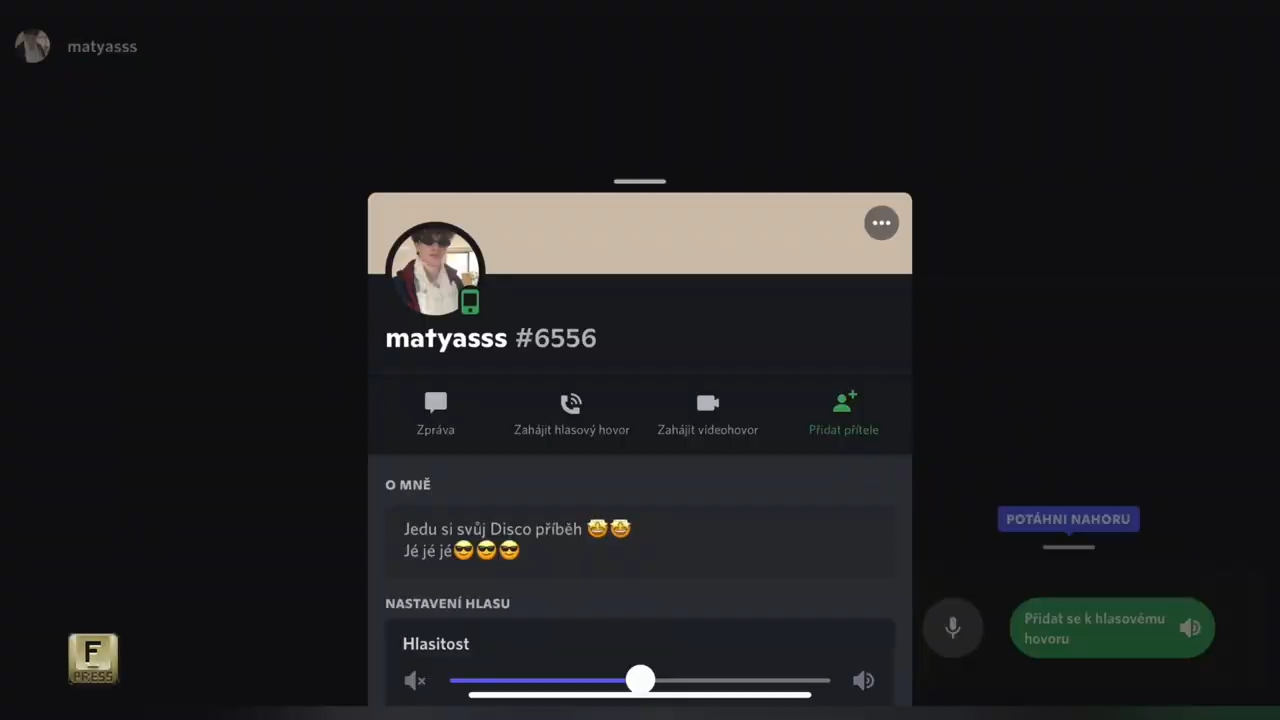 matyasss
matyasss #6556
Zpráva
Zahájit hlasový hovor
Zahájit videohovor
Přidat přítele
O MNĚ
Jedu si svůj Disco příběh 🤩🤩
Jé jé jé😎😎😎
POTÁHNI NAHORU
NASTAVENÍ HLASU
Přidat se k hlasovému
hovoru
Hlasitost
F
PRESS